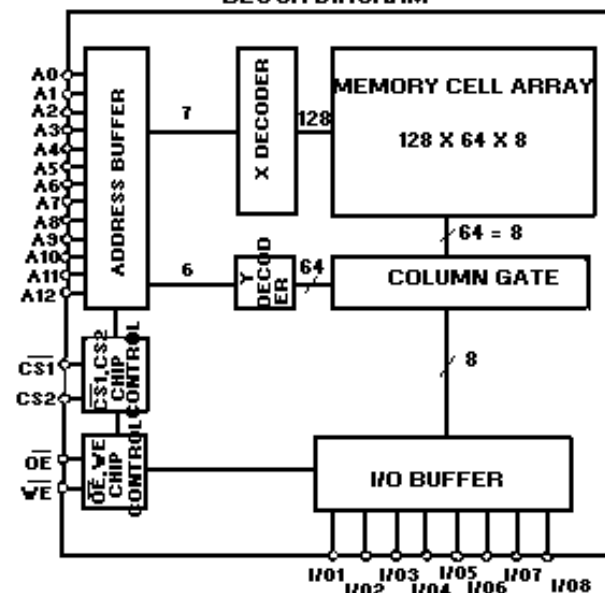 A0
A1
A2
A3
A4
A5
A6
A7
A8
A9
A10
A11
A12
CS1
CS2
OE
WE
ADDRESS BUFFER
7
6
X DECODER
128
MEMORY CELL ARRAY
128 X 64 X 8
64 = 8
Y
DECOD
ER
64
COLUMN GATE
8
CS1,CS2
CHIP
CONTROL
OE,WE
CHIP
CONTROL
I/O BUFFER
I/01
I/02
I/03
I/04
I/05
I/06
I/07
I/08